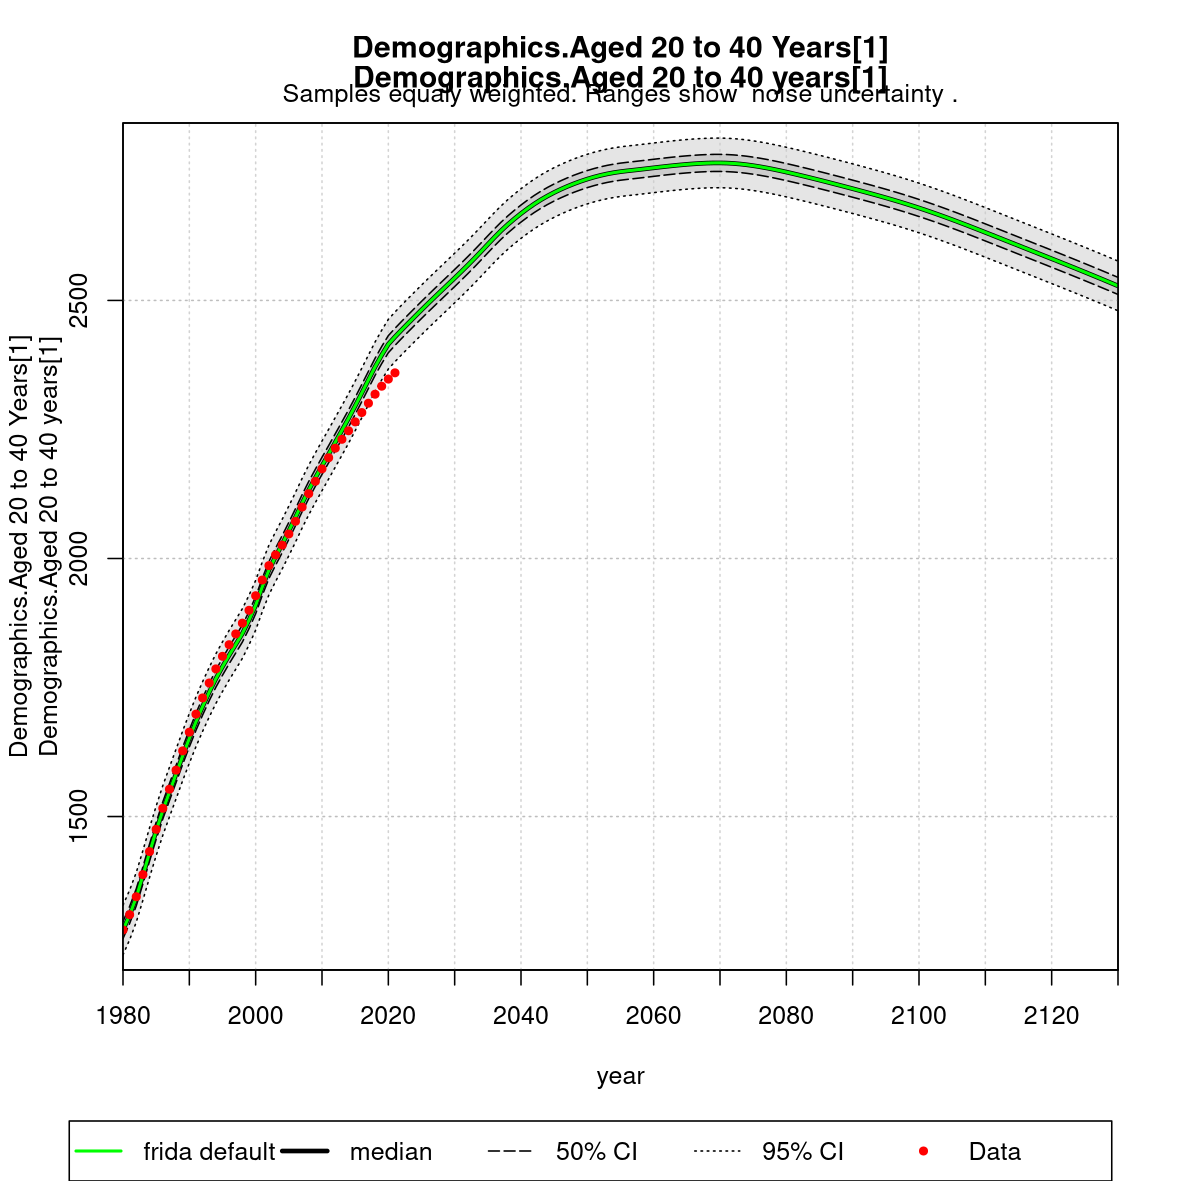 Demographics.Aged 20 to 40 Years[1]
Demographics.Aged 20 to 40 years[1]
Samples equaly weighted. Ranges show  noise uncertainty .
Demographics.Aged 20 to 40 Years[1]
Demographics.Aged 20 to 40 years[1]
2500
2000
1500
1980 2000 2020 2040 2060 2080 2100 2120
year
frida default median 50% CI 95% CI Data